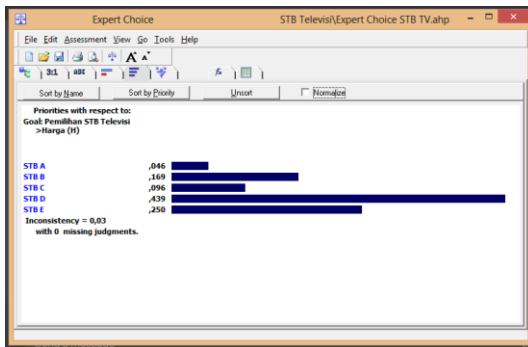 Expert Choice STB Televisi\Expert Choice STB TV.ahp
File Edit Assessment View Go Tools Help
A A
3:1 ABC fx
Sort by Name Sort by Priority Unsort Normalize
Priorities with respect to:
Goal: Pemilihan STB Televisi
>Harga (H)
STB A ,046
STB B ,169
STB C ,096
STB D ,439
STB E ,250
Inconsistency = 0,03
with 0 missing judgments.